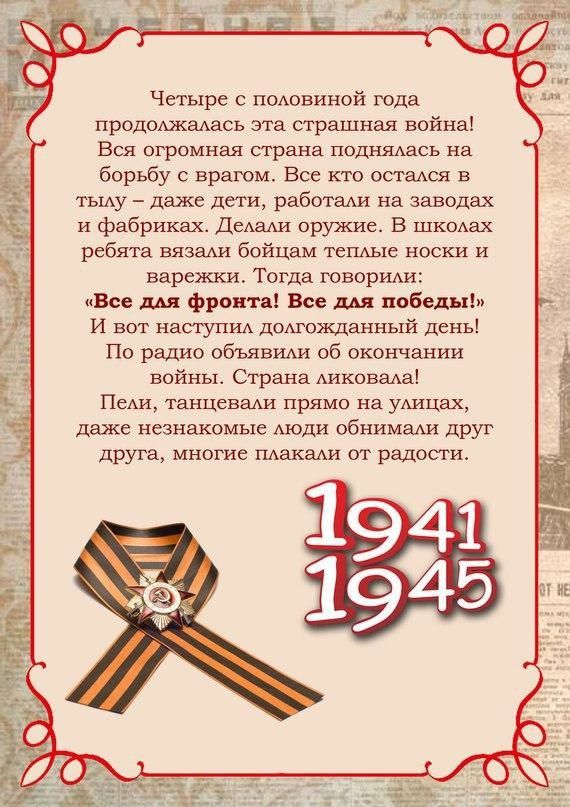 Четыре с половиной года
продолжалась эта страшная война!
Вся огромная страна поднялась на
борьбу с врагом. Все кто остался в
тылу – даже дети, работали на заводах
и фабриках. Делали оружие. В школах
ребята вязали бойцам теплые носки и
варежки. Тогда говорили:
«Все для фронта! Все для победы!»
И вот наступил долгожданный день!
По радио объявили об окончании
войны. Страна ликовала!
Пели, танцевали прямо на улицах,
даже незнакомые люди обнимали друг
друга, многие плакали от радости.
1941
1945